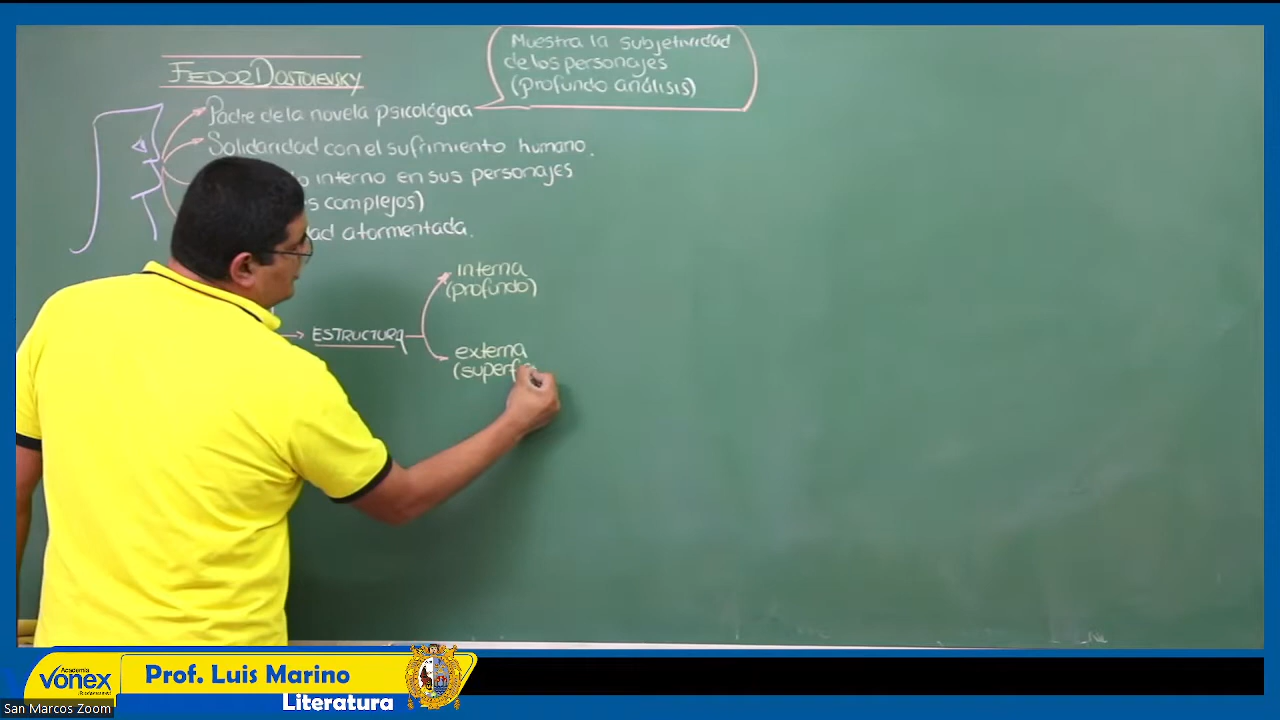 FEDOR DOSTOIEVSKY
Muestra la subjetividad
de los personajes
(profundo análisis)
Padre de la novela psicológica
Solidaridad con el sufrimiento humano.
interno en sus personajes
complejos)
atormentada.
interna
(profundo)
ESTRUCTURA
externa
(superfi
Prof. Luis Marino
Literatura
Academia
VONEX
San Marcos Zoom